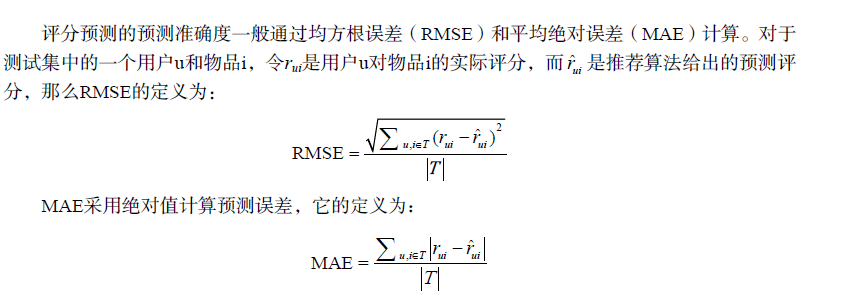 评分预测的预测准确度一般通过均方根误差（RMSE）和平均绝对误差（MAE）计算。对于
测试集中的一个用户u和物品i，令r_{ui}是用户u对物品i的实际评分，而 \hat{r}_{ui} 是推荐算法给出的预测评
分，那么RMSE的定义为：
RMSE = \frac{\sqrt{\sum_{u,i∈T}(r_{ui} − \hat{r}_{ui})^2}}{|T|}
MAE采用绝对值计算预测误差，它的定义为：
MAE = \frac{\sum_{u,i∈T}|r_{ui} − \hat{r}_{ui}|}{|T|}